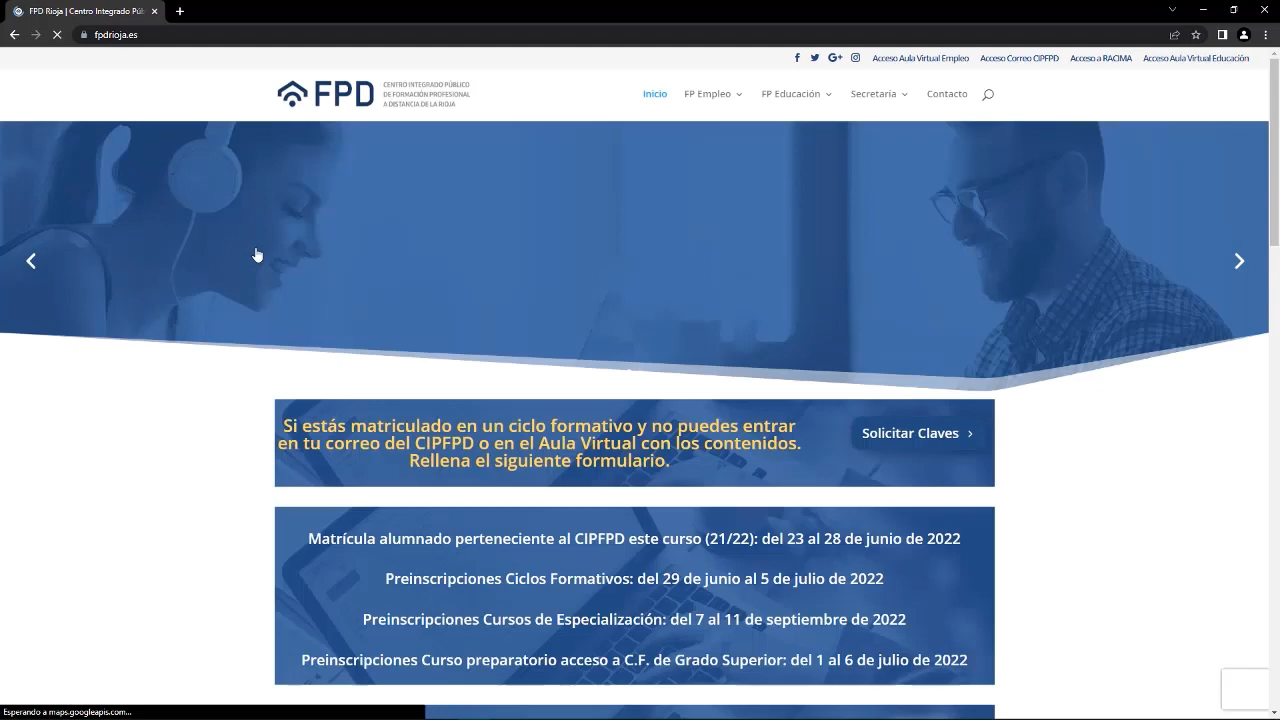 FPD Rioja | Centro Integrado Púb
fpdrioja.es
Acceso Aula Virtual Empleo
Acceso Correo CIPFPD
Acceso a RACIMA
Acceso Aula Virtual Educación
FPD
CENTRO INTEGRADO PÚBLICO
DE FORMACIÓN PROFESIONAL
A DISTANCIA DE LA RIOJA
Inicio
FP Empleo
FP Educación
Secretaría
Contacto
Si estás matriculado en un ciclo formativo y no puedes entrar
en tu correo del CIPFPD o en el Aula Virtual con los contenidos.
Rellena el siguiente formulario.
Solicitar Claves
Matrícula alumnado perteneciente al CIPFPD este curso (21/22): del 23 al 28 de junio de 2022
Preinscripciones Ciclos Formativos: del 29 de junio al 5 de julio de 2022
Preinscripciones Cursos de Especialización: del 7 al 11 de septiembre de 2022
Preinscripciones Curso preparatorio acceso a C.F. de Grado Superior: del 1 al 6 de julio de 2022
Esperando a maps.googleapis.com...